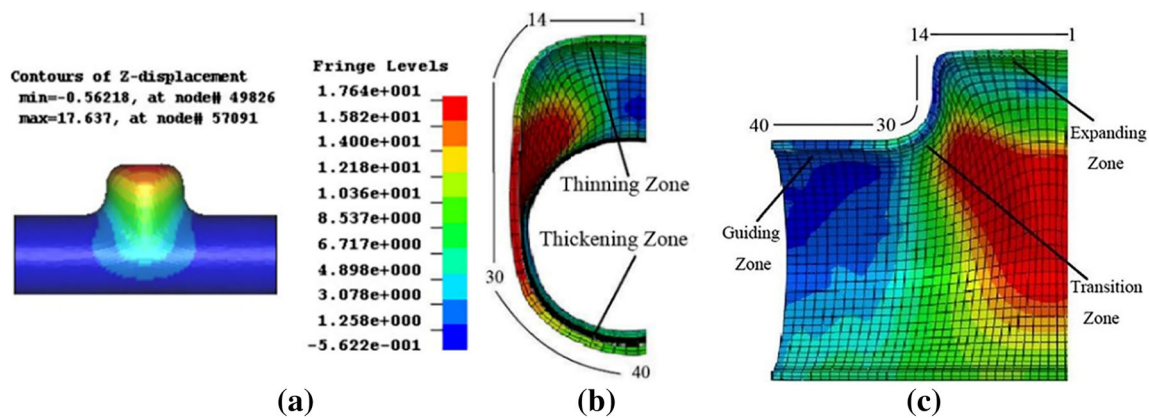 Contours of Z-displacement
min=-0.56218, at node# 49826
max=17.637, at node# 57091
Fringe Levels
1.764e+001
1.582e+001
1.400e+001
1.218e+001
1.036e+001
8.537e+000
6.717e+000
4.898e+000
3.078e+000
1.258e+000
-5.622e-001
(a)
14
1
Thinning Zone
Thickening Zone
30
40
(b)
14
1
40
30
Expanding
Zone
Guiding
Zone
Transition
Zone
(c)